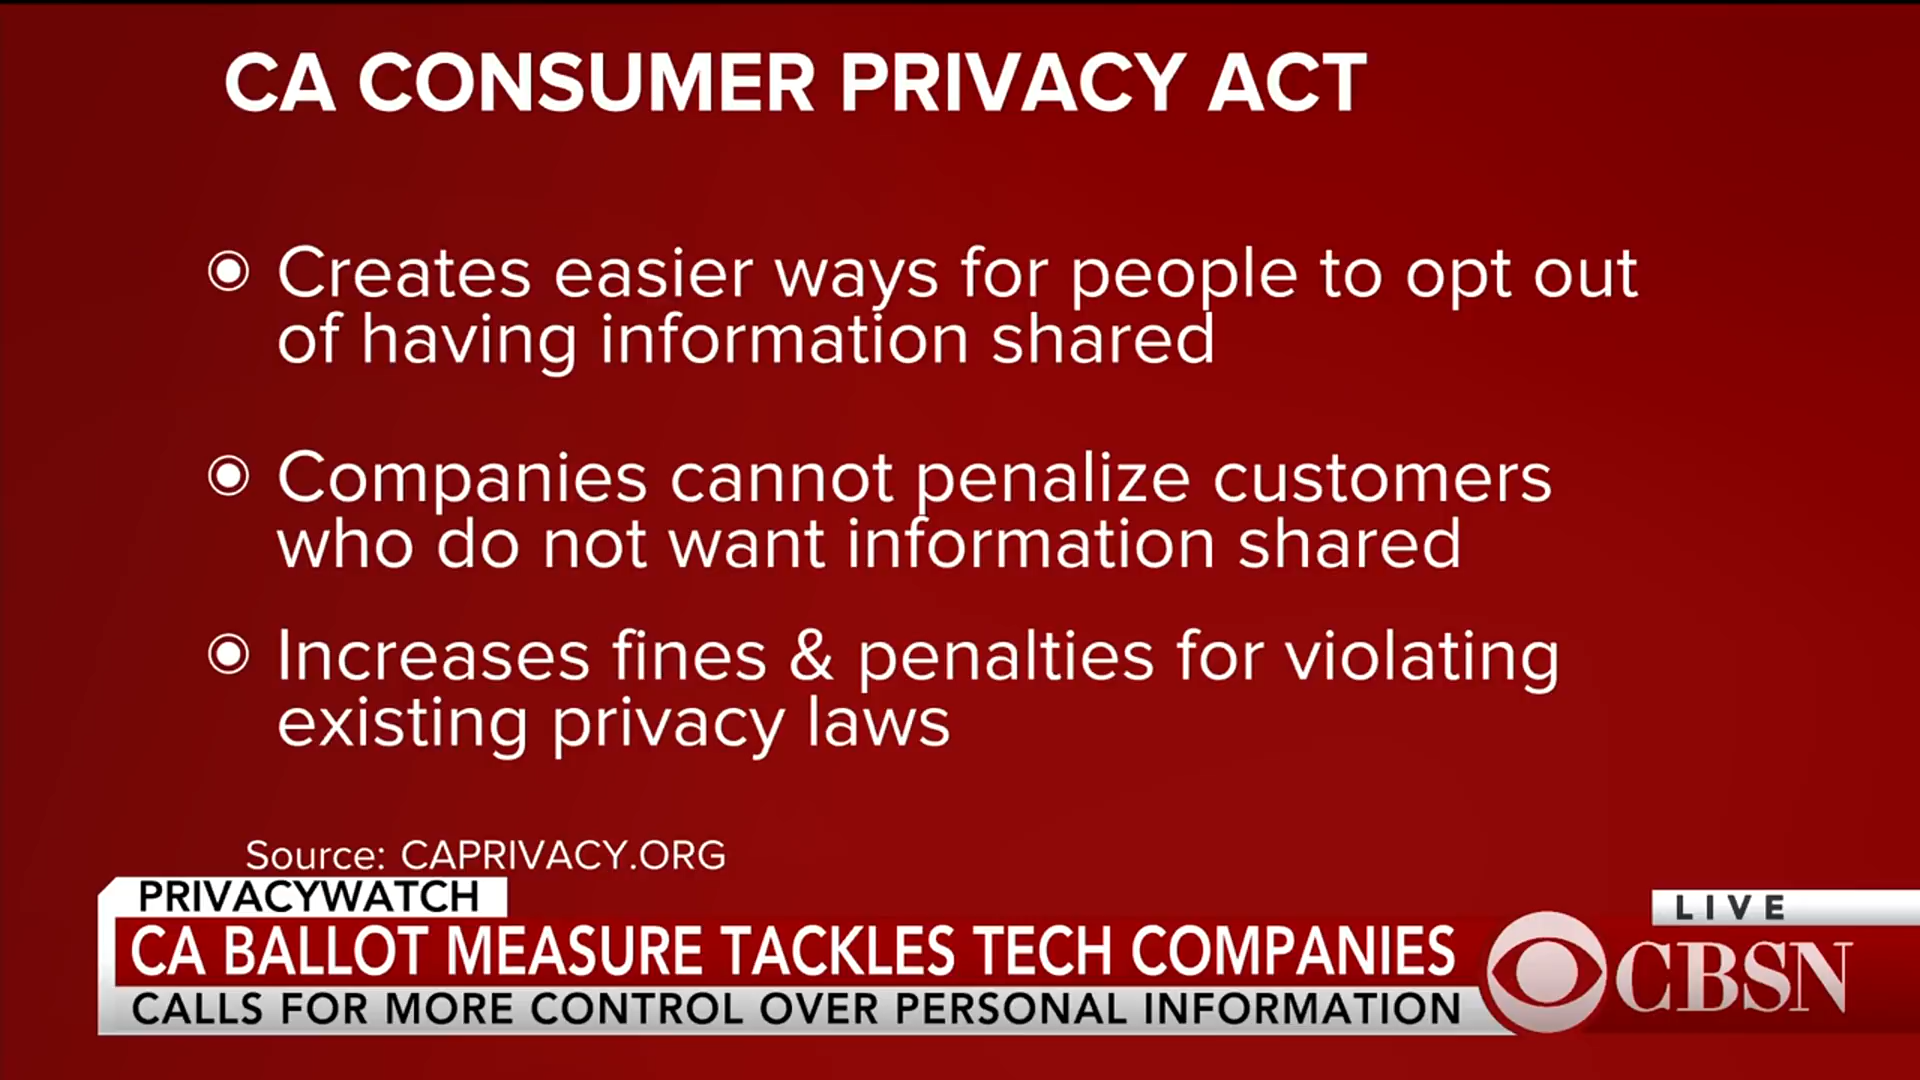 CA CONSUMER PRIVACY ACT
Creates easier ways for people to opt out
of having information shared
Companies cannot penalize customers
who do not want information shared
Increases fines & penalties for violating
existing privacy laws
Source: CAPRIVACY.ORG
PRIVACYWATCH
CA BALLOT MEASURE TACKLES TECH COMPANIES
CALLS FOR MORE CONTROL OVER PERSONAL INFORMATION
LIVE
CBSN